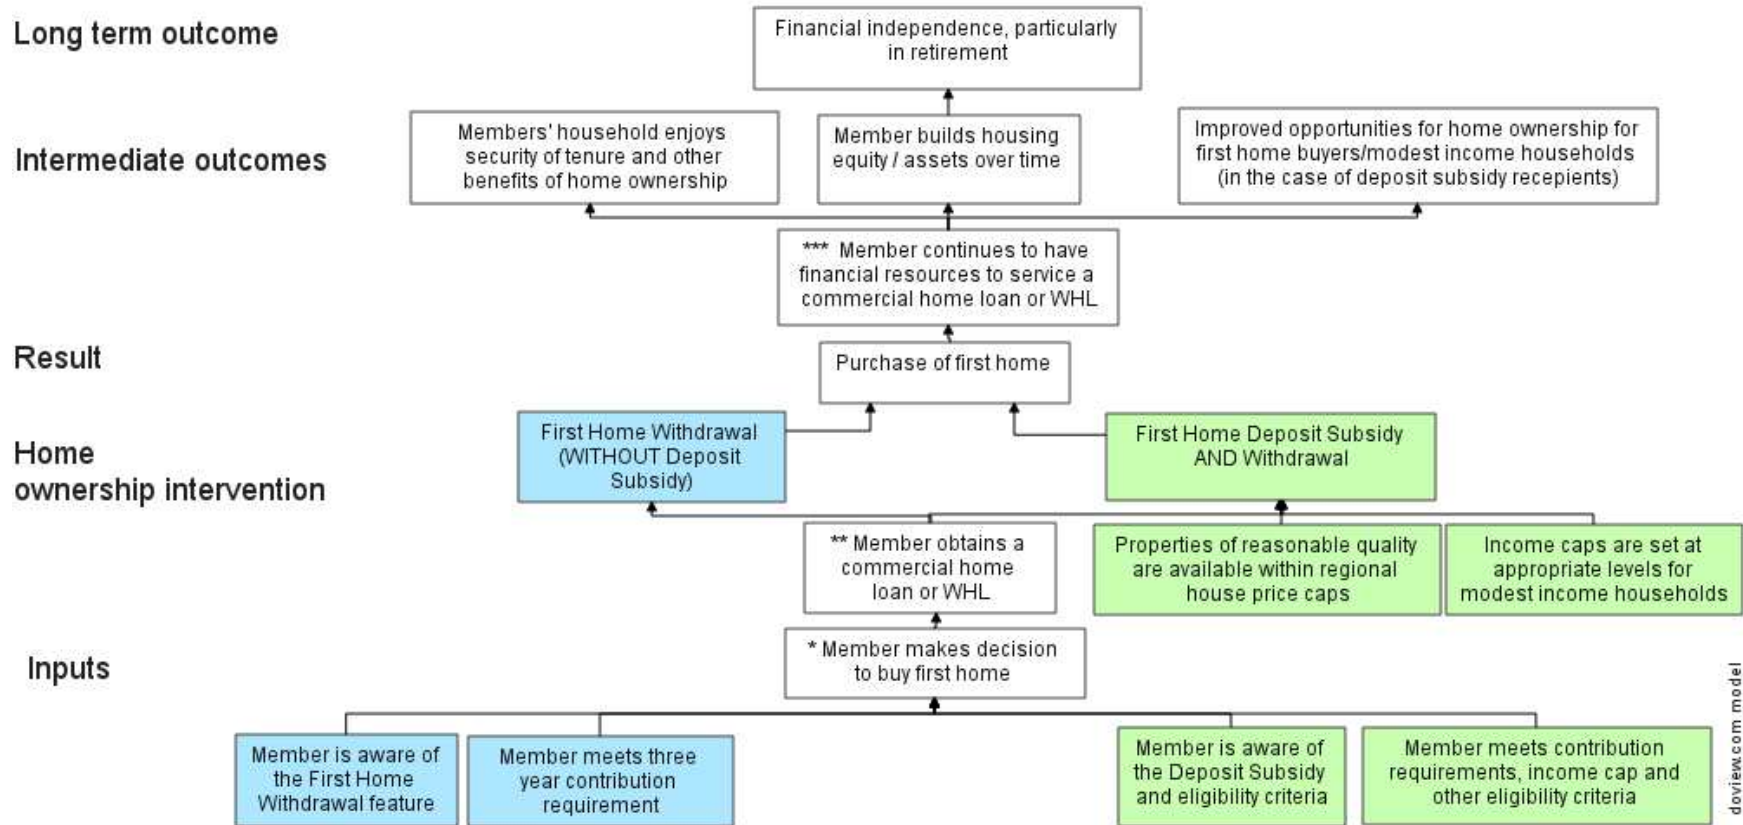 Long term outcome
Financial independence, particularly
in retirement
Intermediate outcomes
Members' household enjoys
security of tenure and other
benefits of home ownership
Member builds housing
equity / assets over time
Improved opportunities for home ownership for
first home buyers/modest income households
(in the case of deposit subsidy recepients)
*** Member continues to have
financial resources to service a
commercial home loan or WHL
Result
Purchase of first home
Home
ownership intervention
First Home Withdrawal
(WITHOUT Deposit
Subsidy)
First Home Deposit Subsidy
AND Withdrawal
** Member obtains a
commercial home
loan or WHL
Properties of reasonable quality
are available within regional
house price caps
Income caps are set at
appropriate levels for
modest income households
Inputs
* Member makes decision
to buy first home
Member is aware of
the First Home
Withdrawal feature
Member meets three
year contribution
requirement
Member is aware of
the Deposit Subsidy
and eligibility criteria
Member meets contribution
requirements, income cap and
other eligibility criteria
doview.com model